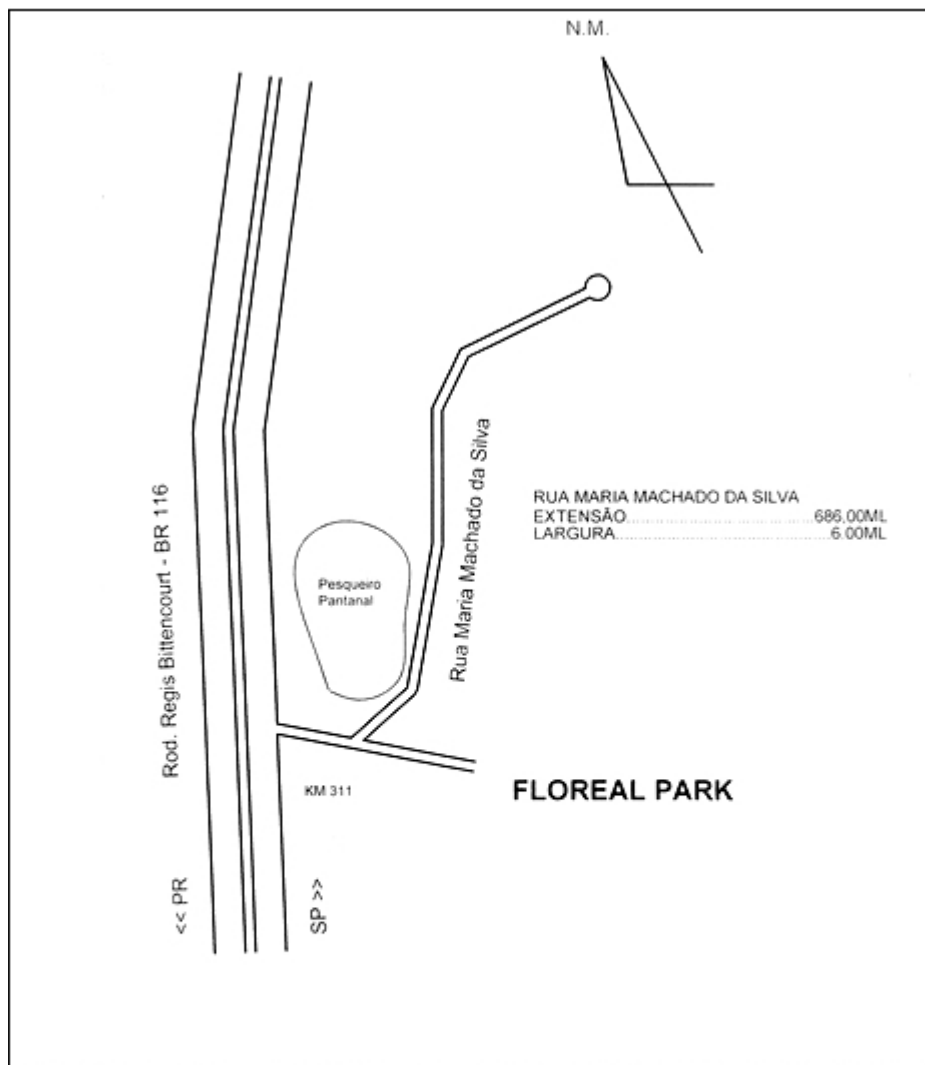 N.M.
Rod. Regis Bittencourt - BR 116
Rua Maria Machado da Silva
RUA MARIA MACHADO DA SILVA
EXTENSÃO..............................686,00ML
LARGURA...................................6.00ML
Pesqueiro
Pantanal
KM 311
FLOREAL PARK
<< PR
SP >>